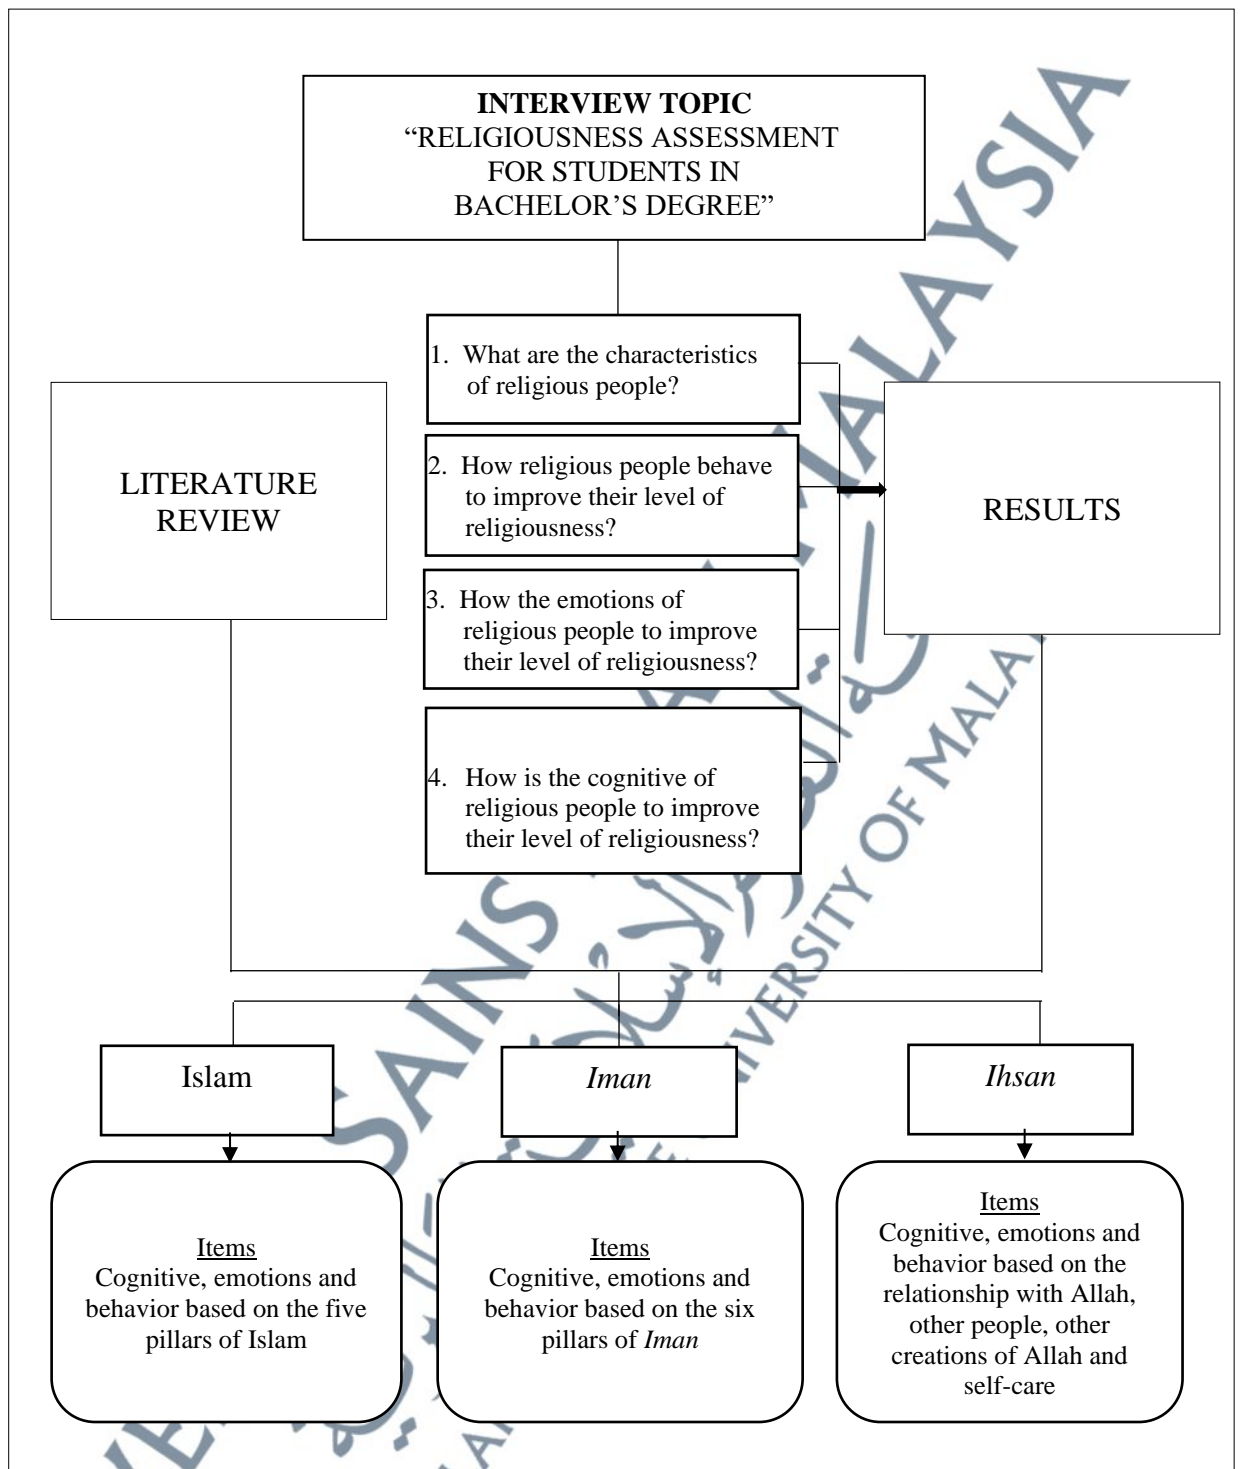 INTERVIEW TOPIC
“RELIGIOUSNESS ASSESSMENT
FOR STUDENTS IN
BACHELOR’S DEGREE”
1. What are the characteristics
of religious people?
2. How religious people behave
to improve their level of
religiousness?
3. How the emotions of
religious people to improve
their level of religiousness?
4. How is the cognitive of
religious people to improve
their level of religiousness?
LITERATURE
REVIEW
RESULTS
Islam
Iman
Ihsan
Items
Cognitive, emotions and
behavior based on the five
pillars of Islam
Items
Cognitive, emotions and
behavior based on the six
pillars of Iman
Items
Cognitive, emotions and
behavior based on the
relationship with Allah,
other people, other
creations of Allah and
self-care
SAINS
MALAYSIA